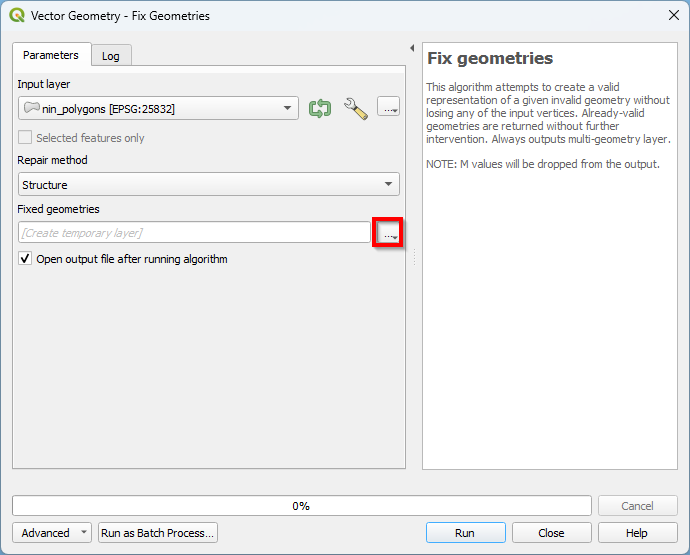 Vector Geometry - Fix Geometries
Parameters
Log
Input layer
nin_polygons [EPSG:25832]
...
Selected features only
Repair method
Structure
Fixed geometries
[Create temporary layer]
...
Open output file after running algorithm
Fix geometries
This algorithm attempts to create a valid
representation of a given invalid geometry without
losing any of the input vertices. Already-valid
geometries are returned without further
intervention. Always outputs multi-geometry layer.
NOTE: M values will be dropped from the output.
0%
Cancel
Advanced
Run as Batch Process...
Run
Close
Help